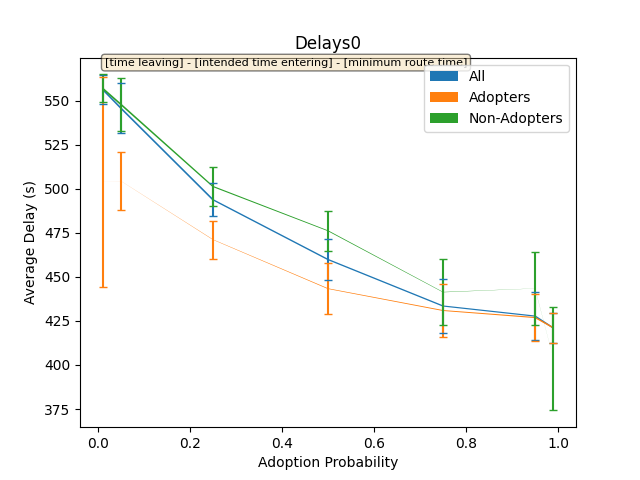 Delays0
[time leaving] - [intended time entering] - [minimum route time]
All
Adopters
Non-Adopters
Average Delay (s)
550
525
500
475
450
425
400
375
0.0 0.2 0.4 0.6 0.8 1.0
Adoption Probability